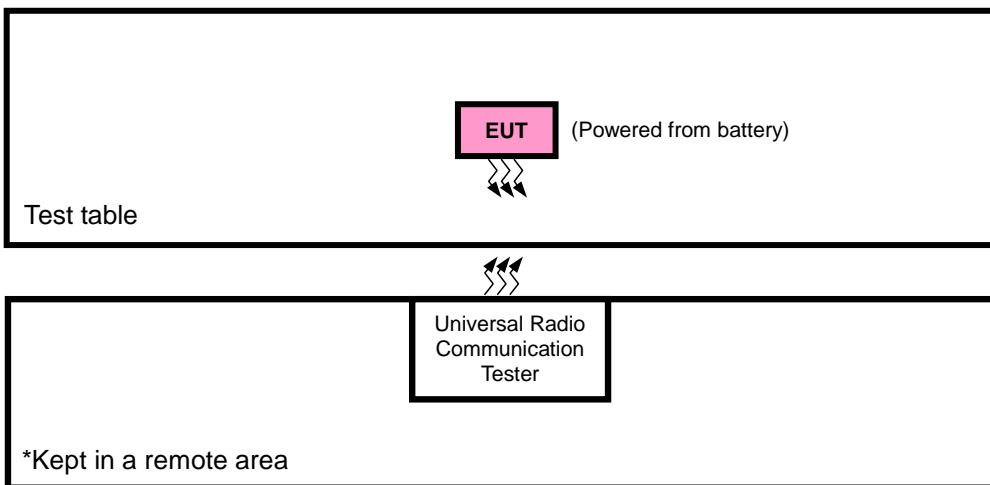 EUT
(Powered from battery)
Test table
Universal Radio
Communication
Tester
*Kept in a remote area